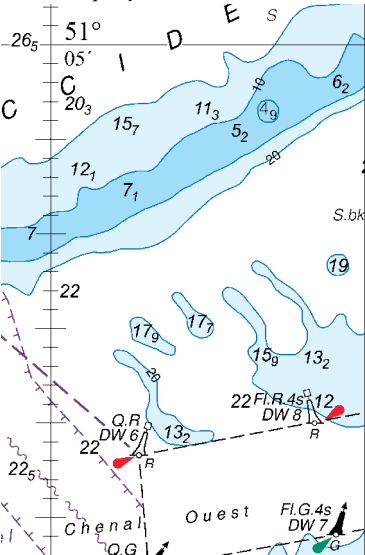 C C I D E
S
26₅
51°
05′
20₃
10
6₂
11₃
4₉
15₇
5₂
20
12₁
7₁
S.bk
7
19
22
17₉
17₇
15₉
13₂
20
22 Fl.R.4s 12
DW 8
Q.R
DW 6
R
13₂
22
R
22₅
Chenal Ouest
Fl.G.4s
DW 7
Q.G
G